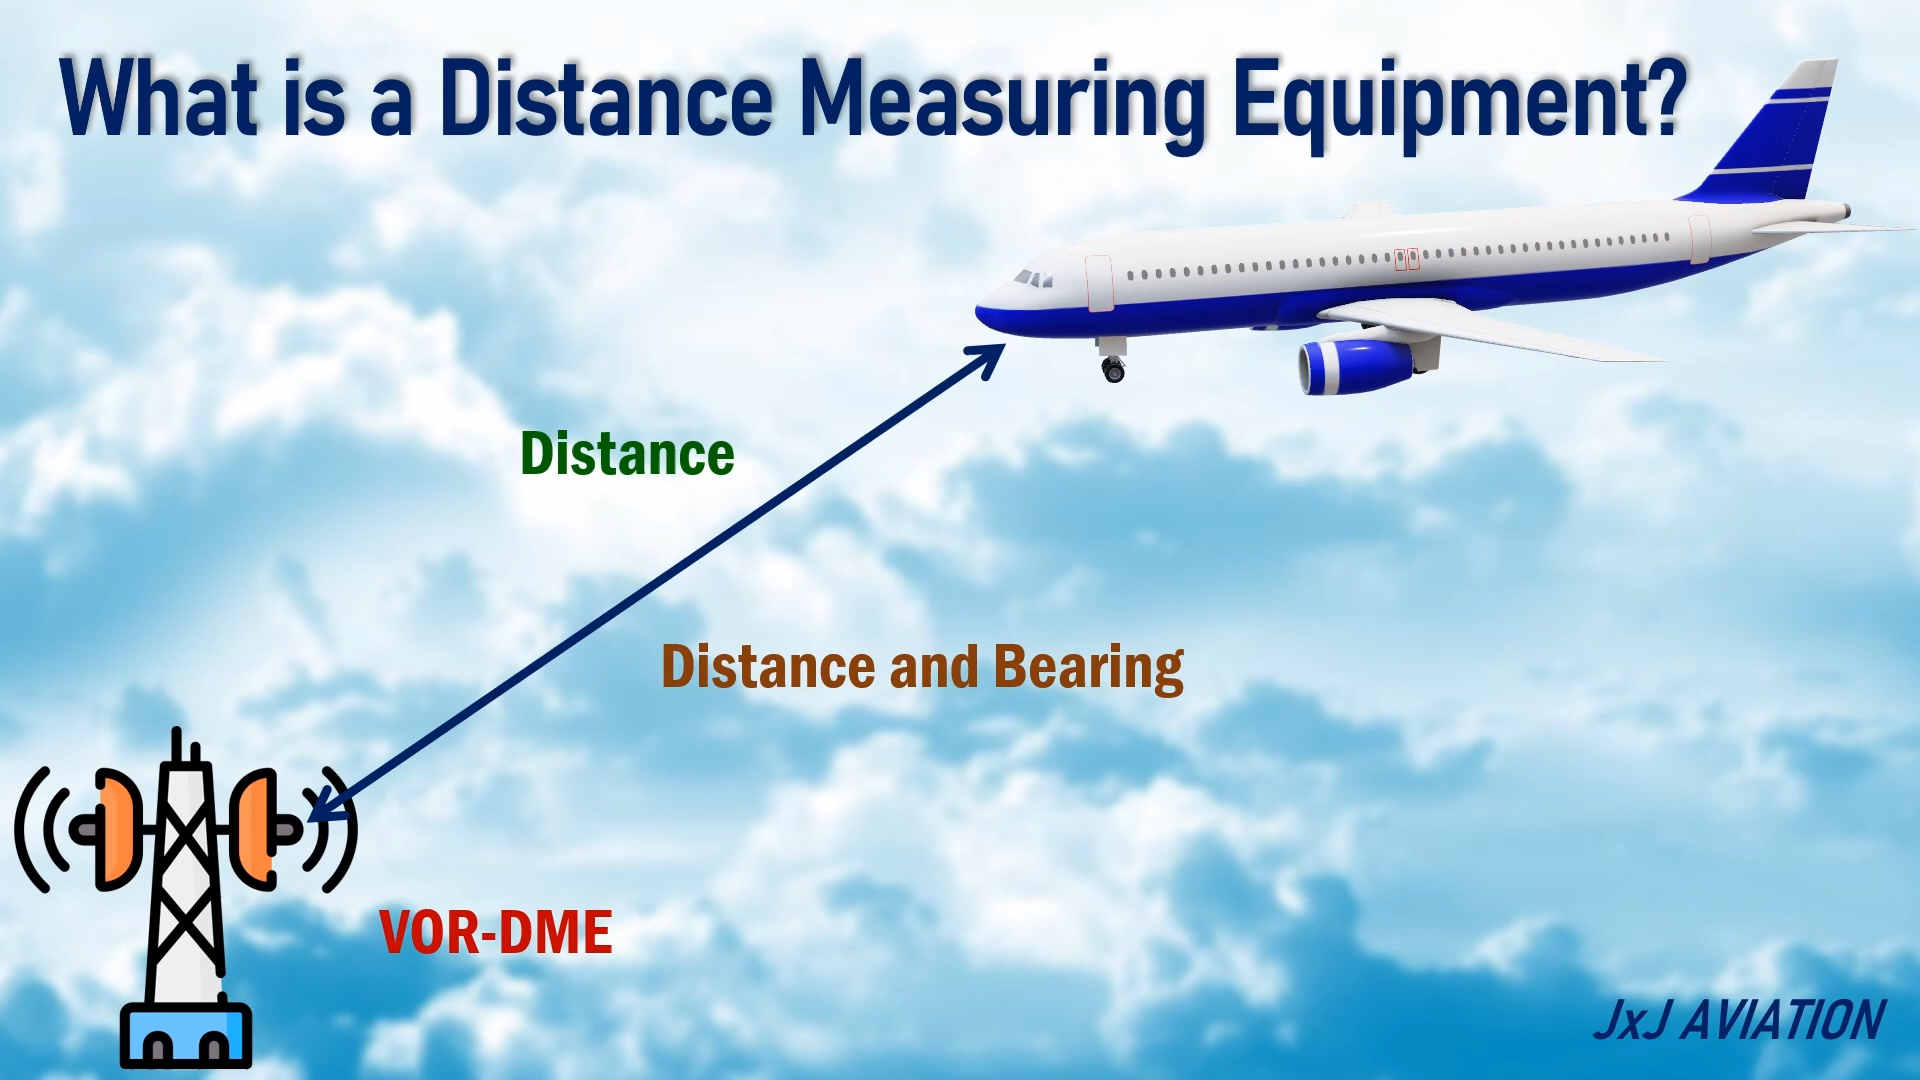 What is a Distance Measuring Equipment?
Distance
Distance and Bearing
VOR-DME
JxJ AVIATION